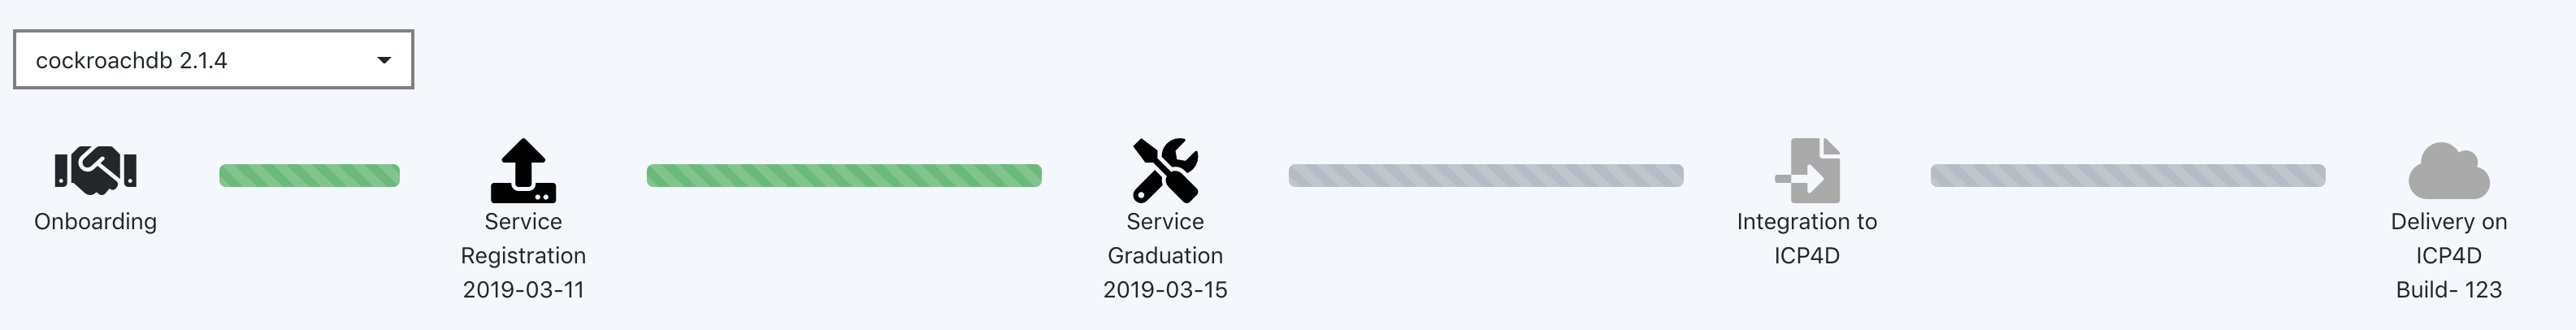 cockroachdb 2.1.4
Onboarding
Service
Registration
2019-03-11
Service
Graduation
2019-03-15
Integration to
ICP4D
Delivery on
ICP4D
Build- 123